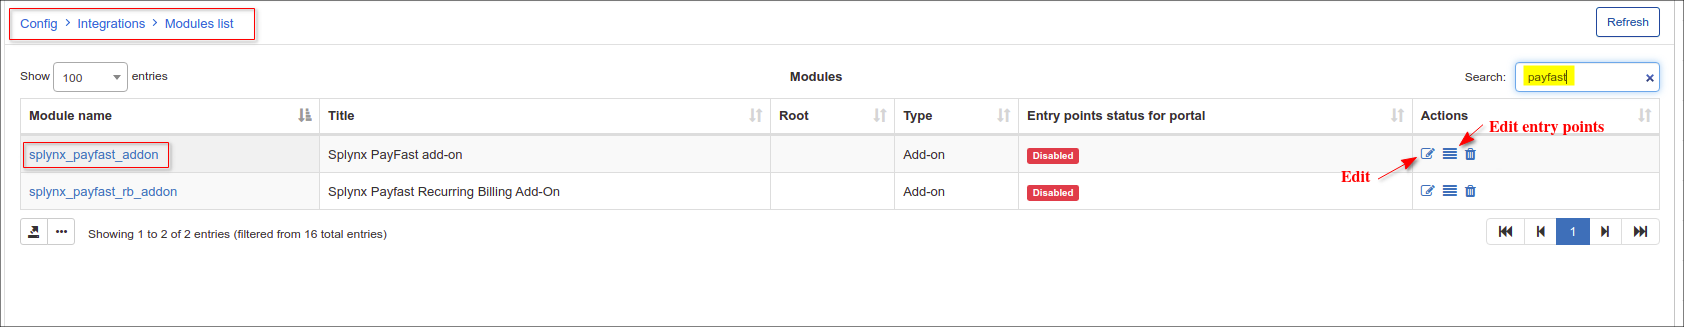 Config > Integrations > Modules list
Refresh
Show 100 entries
Modules
Search: payfast
Module name Title Root Type Entry points status for portal Actions
Edit entry points
splynx_payfast_addon Splynx PayFast add-on Add-on Disabled
Edit
splynx_payfast_rb_addon Splynx Payfast Recurring Billing Add-On Add-on Disabled
Showing 1 to 2 of 2 entries (filtered from 16 total entries)
1